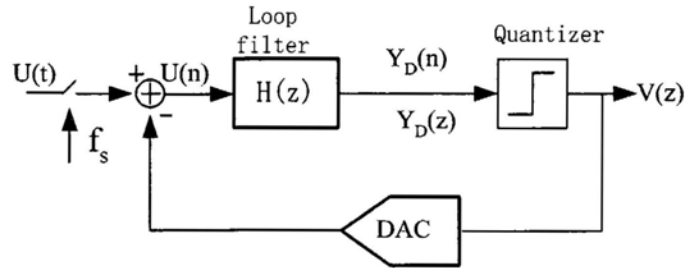 Loop
filter
Quantizer
U(t)
+
U(n)
H(z)
Y_D(n)
Y_D(z)
V(z)
-
f_s
DAC